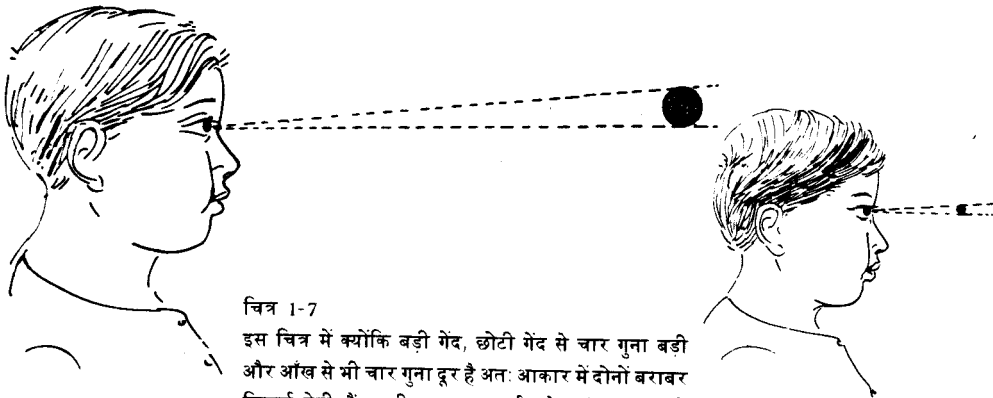 चित्र 1-7
इस चित्र में क्योंकि बड़ी गेंद, छोटी गेंद से चार गुना बड़ी
और आँख से भी चार गुना दूर है अतः आकार में दोनों बराबर